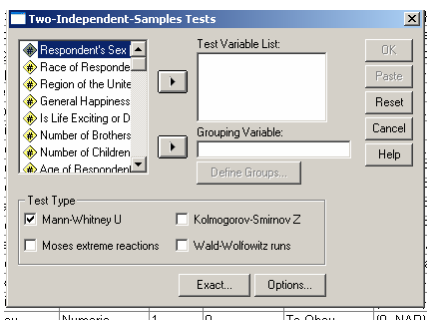 Two-Independent-Samples Tests
Respondent's Sex
Race of Responde
Region of the Unite
General Happiness
Is Life Exciting or D
Number of Brothers
Number of Children
Age of Respondent
Test Variable List:
Grouping Variable:
Define Groups...
OK
Paste
Reset
Cancel
Help
Test Type
Mann-Whitney U
Kolmogorov-Smirnov Z
Moses extreme reactions
Wald-Wolfowitz runs
Exact...
Options...
Numeric 1 0 To Obey